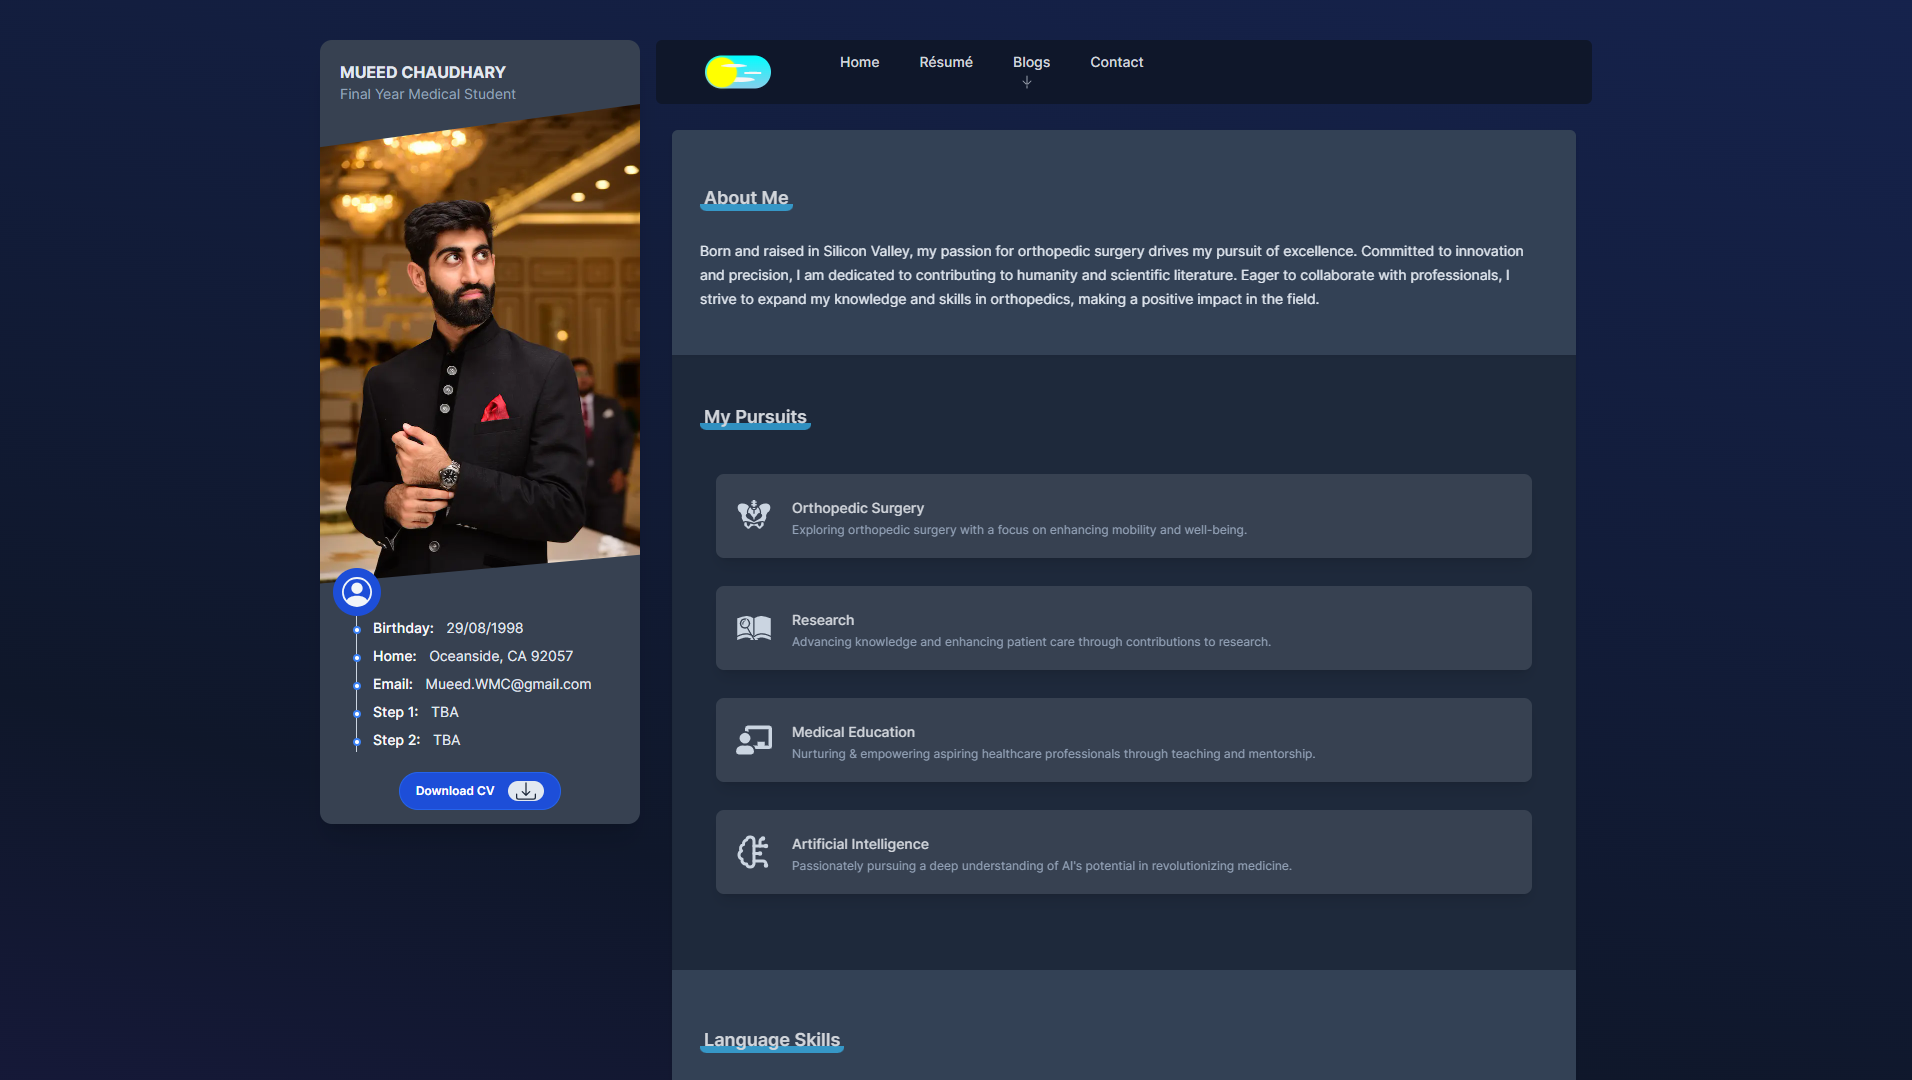 MUEED CHAUDHARY
Final Year Medical Student
Birthday: 29/08/1998
Home: Oceanside, CA 92057
Email: Mueed.WMC@gmail.com
Step 1: TBA
Step 2: TBA
Download CV
Home Résumé Blogs Contact
About Me
Born and raised in Silicon Valley, my passion for orthopedic surgery drives my pursuit of excellence. Committed to innovation
and precision, I am dedicated to contributing to humanity and scientific literature. Eager to collaborate with professionals, I
strive to expand my knowledge and skills in orthopedics, making a positive impact in the field.
My Pursuits
Orthopedic Surgery
Exploring orthopedic surgery with a focus on enhancing mobility and well-being.
Research
Advancing knowledge and enhancing patient care through contributions to research.
Medical Education
Nurturing & empowering aspiring healthcare professionals through teaching and mentorship.
Artificial Intelligence
Passionately pursuing a deep understanding of AI's potential in revolutionizing medicine.
Language Skills